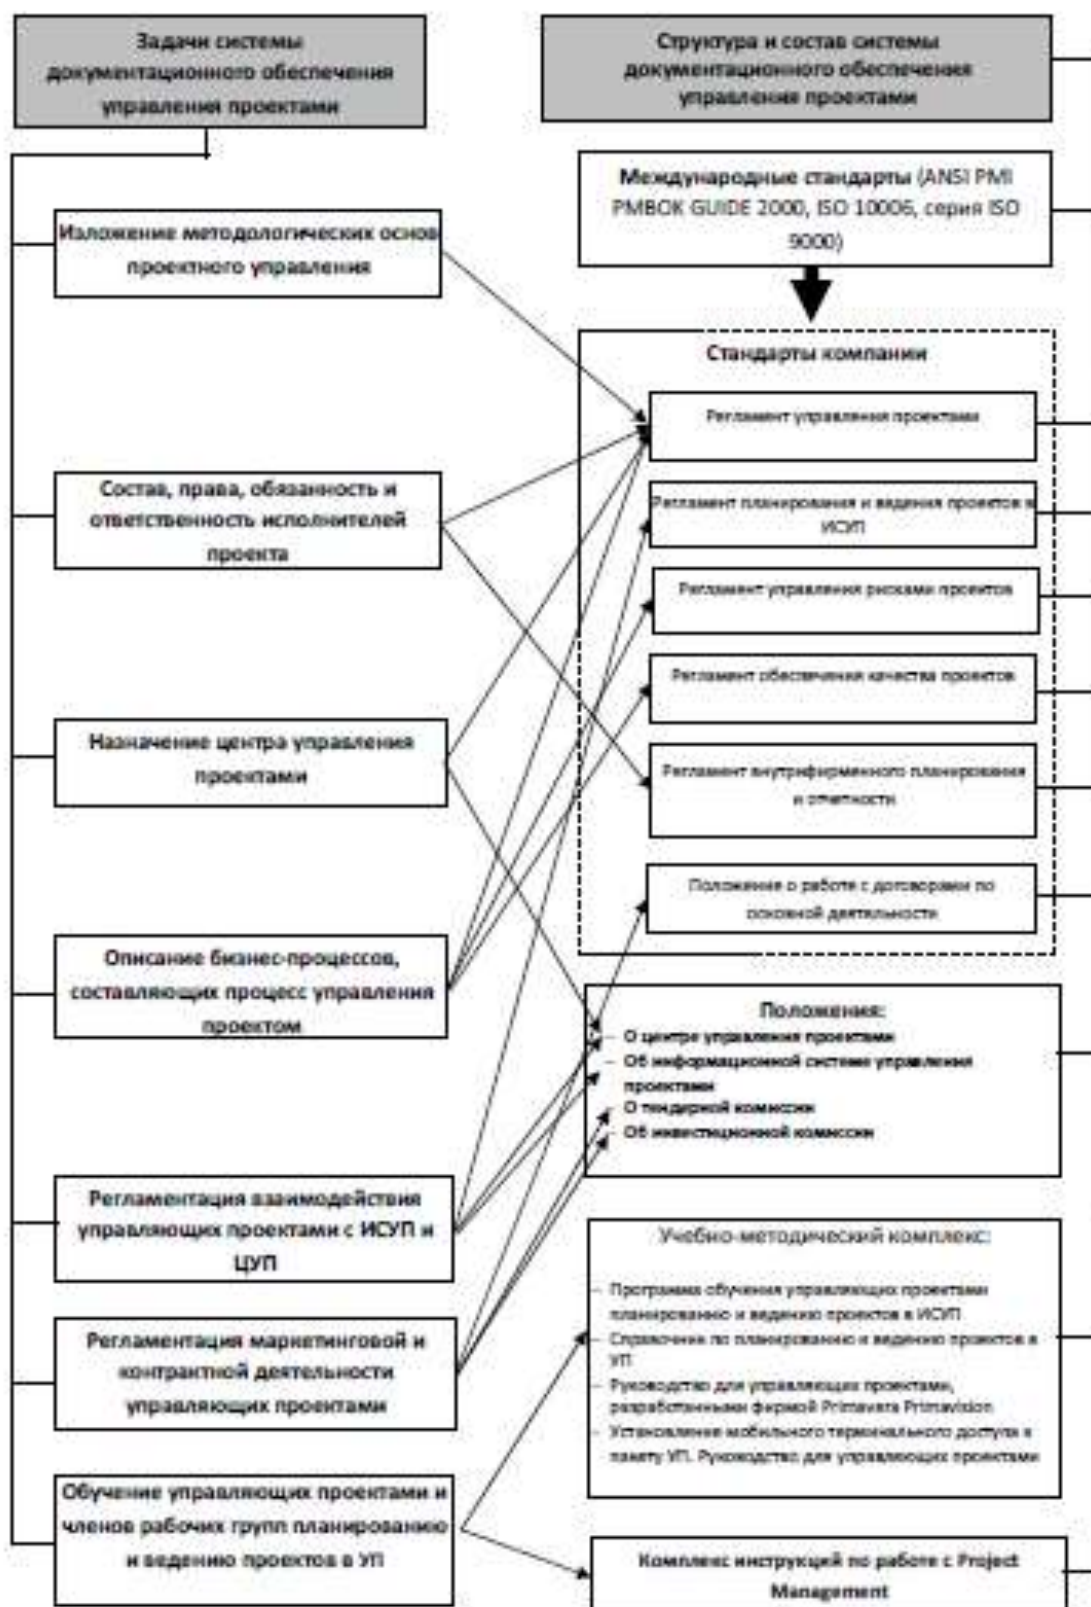 Задачи системы
документационного обеспечения
управления проектами
Изложение методологических основ
проектного управления
Состав, права, обязанность и
ответственность исполнителей
проекта
Назначение центра управления
проектами
Описание бизнес-процессов,
составляющих процесс управления
проектом
Регламентация взаимодействия
управляющих проектами с ИСУП и
ЦУП
Регламентация маркетинговой и
контрактной деятельности
управляющих проектами
Обучение управляющих проектами и
членов рабочих групп планированию
и ведению проектов в УП
Структура и состав системы
документационного обеспечения
управления проектами
Международные стандарты (ANSI PMI
PMBOK GUIDE 2000, ISO 10006, серия ISO
9000)
Стандарты компании
Регламент управления проектами
Регламент планирования и ведения проектов в
ИСУП
Регламент управления рисками проектов
Регламент обеспечения качества проектов
Регламент внутрифирменного планирования
и отчетности
Положение о работе с договорами по
основной деятельности
Положения:
– О центре управления проектами
– Об информационной системе управления
проектами
– О тендерной комиссии
– Об инвестиционной комиссии
Учебно-методический комплекс:
– Программа обучения управляющих проектами
планированию и ведению проектов в ИСУП
– Справочник по планированию и ведению проектов в
УП
– Руководство для управляющих проектами,
разработанными фирмой Primavera Primavision
– Установление мобильного терминального доступа к
пакету УП. Руководство для управляющих проектами
Комплекс инструкций по работе с Project
Management